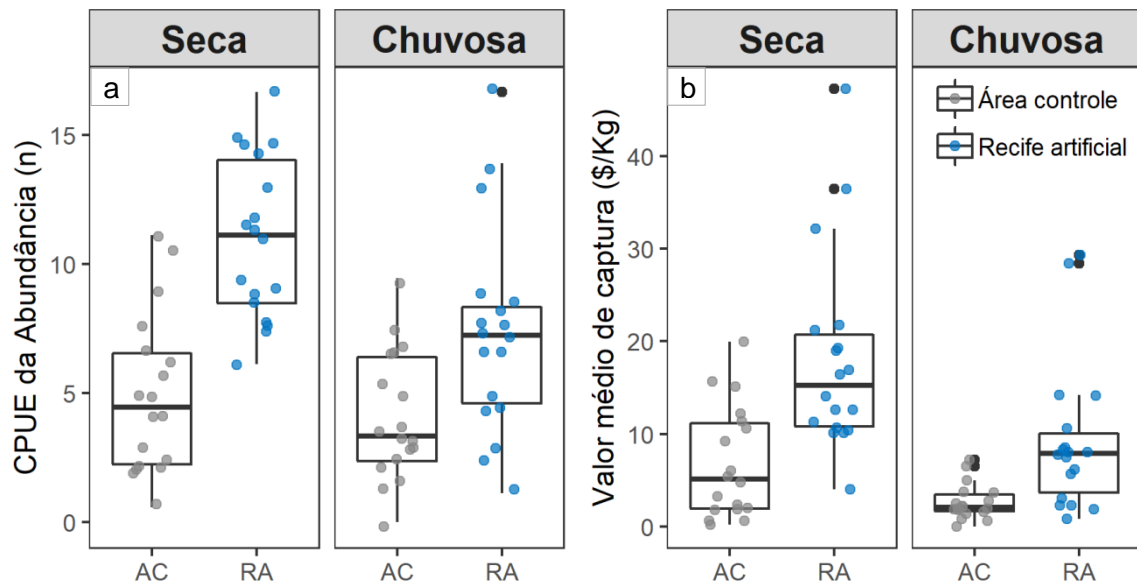 Seca Chuvosa
a
CPUE da Abundância (n)
15
10
5
0
AC RA AC RA
Seca Chuvosa
b
Valor médio de captura ($/Kg)
40
30
20
10
0
Área controle
Recife artificial
AC RA AC RA